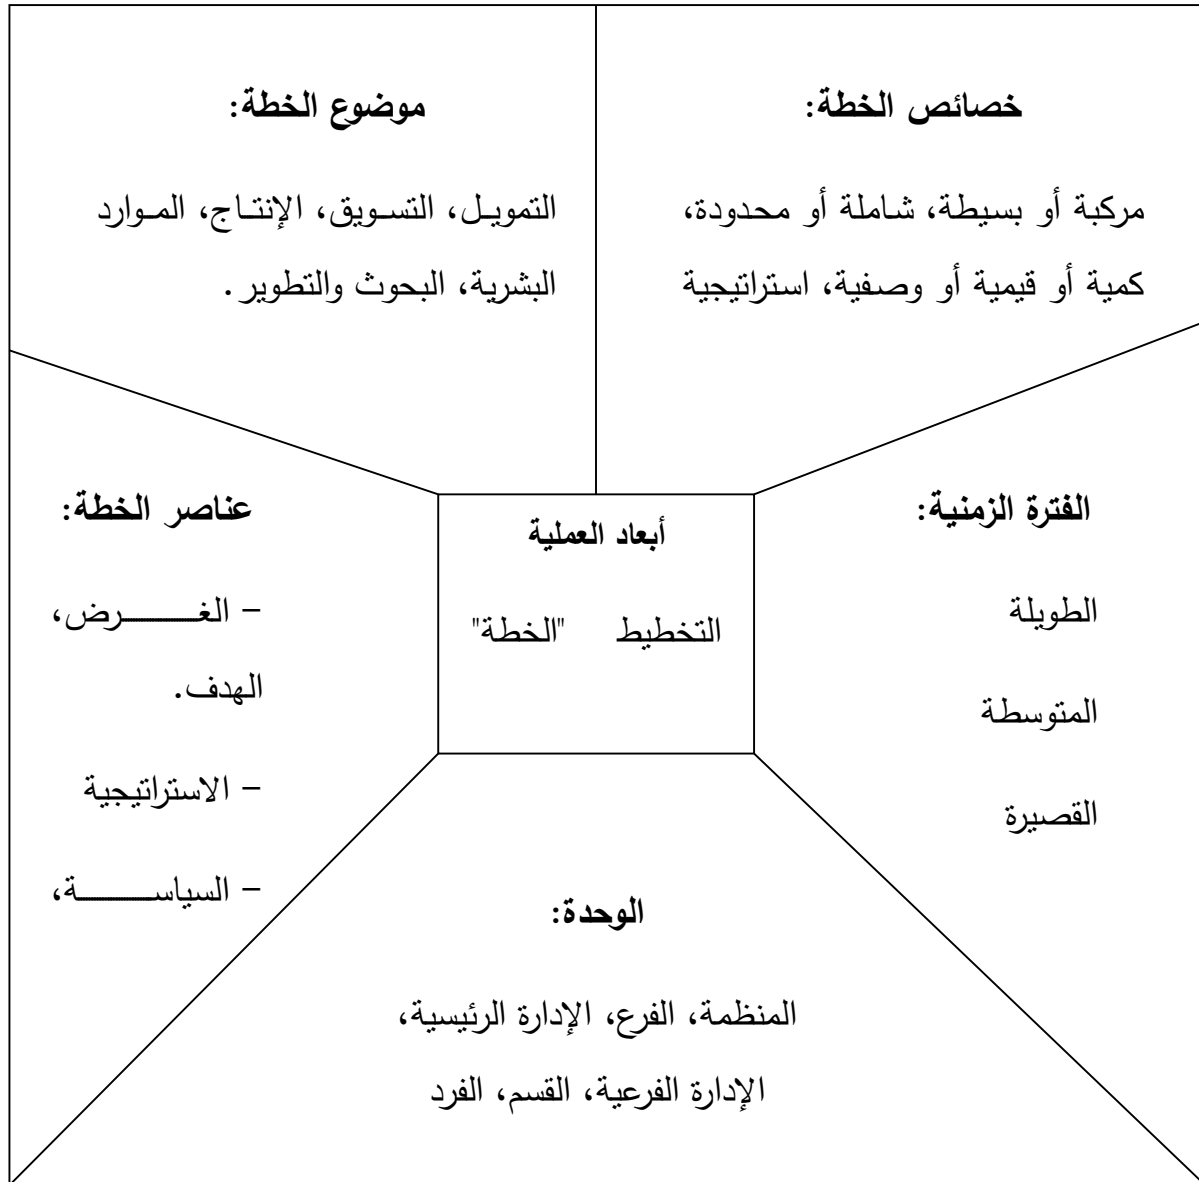 خصائص الخطة:
مركبة أو بسيطة، شاملة أو محدودة،
كمية أو قيمية أو وصفية، استراتيجية
موضوع الخطة:
التمويل، التسويق، الإنتاج، الموارد
البشرية، البحوث والتطوير.
الفترة الزمنية:
الطويلة
المتوسطة
القصيرة
أبعاد العملية
التخطيط "الخطة"
عناصر الخطة:
– الغرض،
الهدف.
– الاستراتيجية
– السياسة،
الوحدة:
المنظمة، الفرع، الإدارة الرئيسية،
الإدارة الفرعية، القسم، الفرد